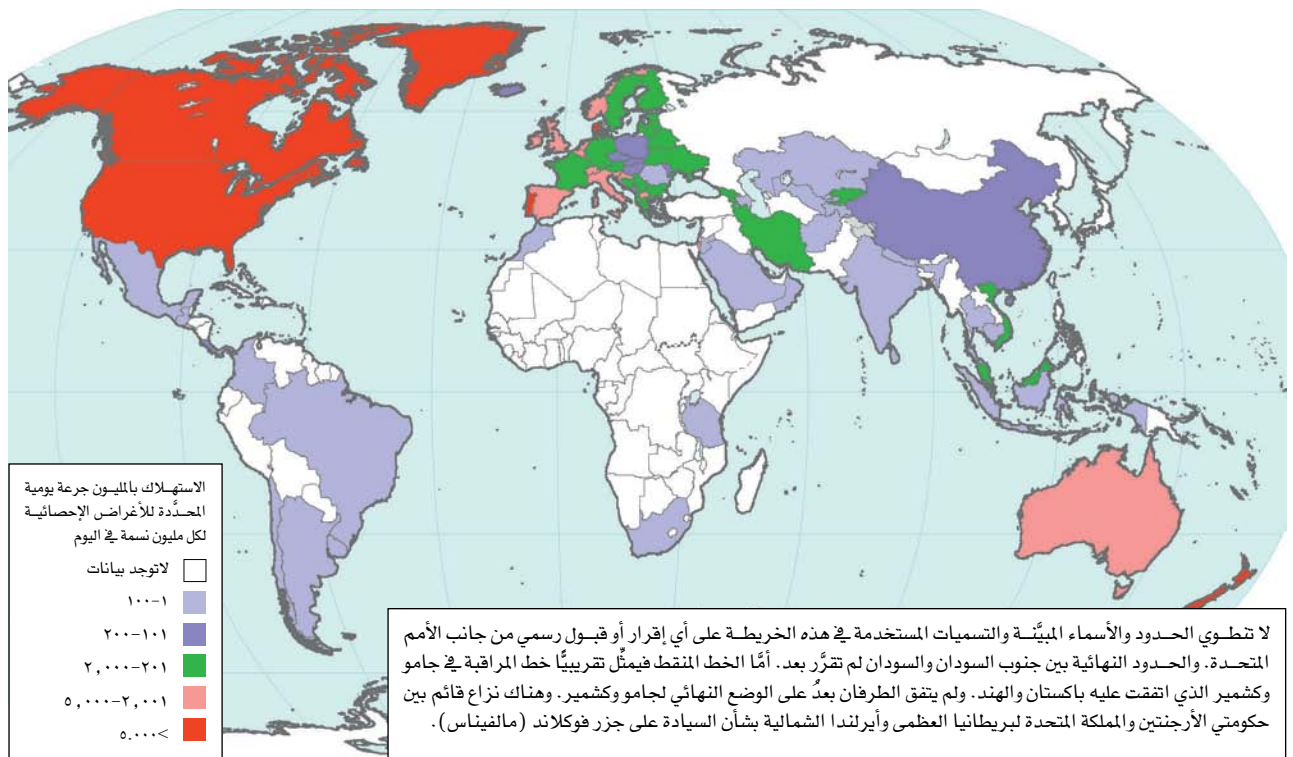 الاستهلاك بالمليون جرعة يومية
المحدَّدة للأغراض الإحصائية
لكل مليون نسمة في اليوم
لاتوجد بيانات
١-١٠٠
١٠١-٢٠٠
٢٠١-٢,٠٠٠
٢,٠٠١-٥,٠٠٠
>٥.٠٠٠
لا تنطوي الحدود والأسماء المبيَّنة والتسميات المستخدمة في هذه الخريطة على أي إقرار أو قبول رسمي من جانب الأمم
المتحدة. والحدود النهائية بين جنوب السودان والسودان لم تقرَّر بعد. أمَّا الخط المنقط فيمثِّل تقريبيًّا خط المراقبة في جامو
وكشمير الذي اتفقت عليه باكستان والهند. ولم يتفق الطرفان بعدُ على الوضع النهائي لجامو وكشمير. وهناك نزاع قائم بين
حكومتي الأرجنتين والمملكة المتحدة لبريطانيا العظمى وأيرلندا الشمالية بشأن السيادة على جزر فوكلاند (مالفيناس).